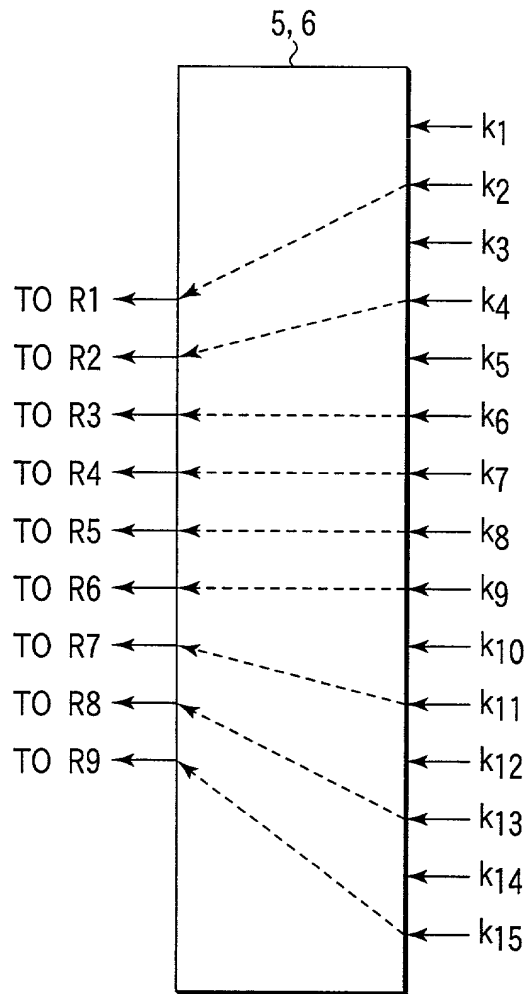 5, 6
k1
k2
k3
TO R1 k4
TO R2 k5
TO R3 k6
TO R4 k7
TO R5 k8
TO R6 k9
TO R7 k10
TO R8 k11
TO R9 k12
k13
k14
k15